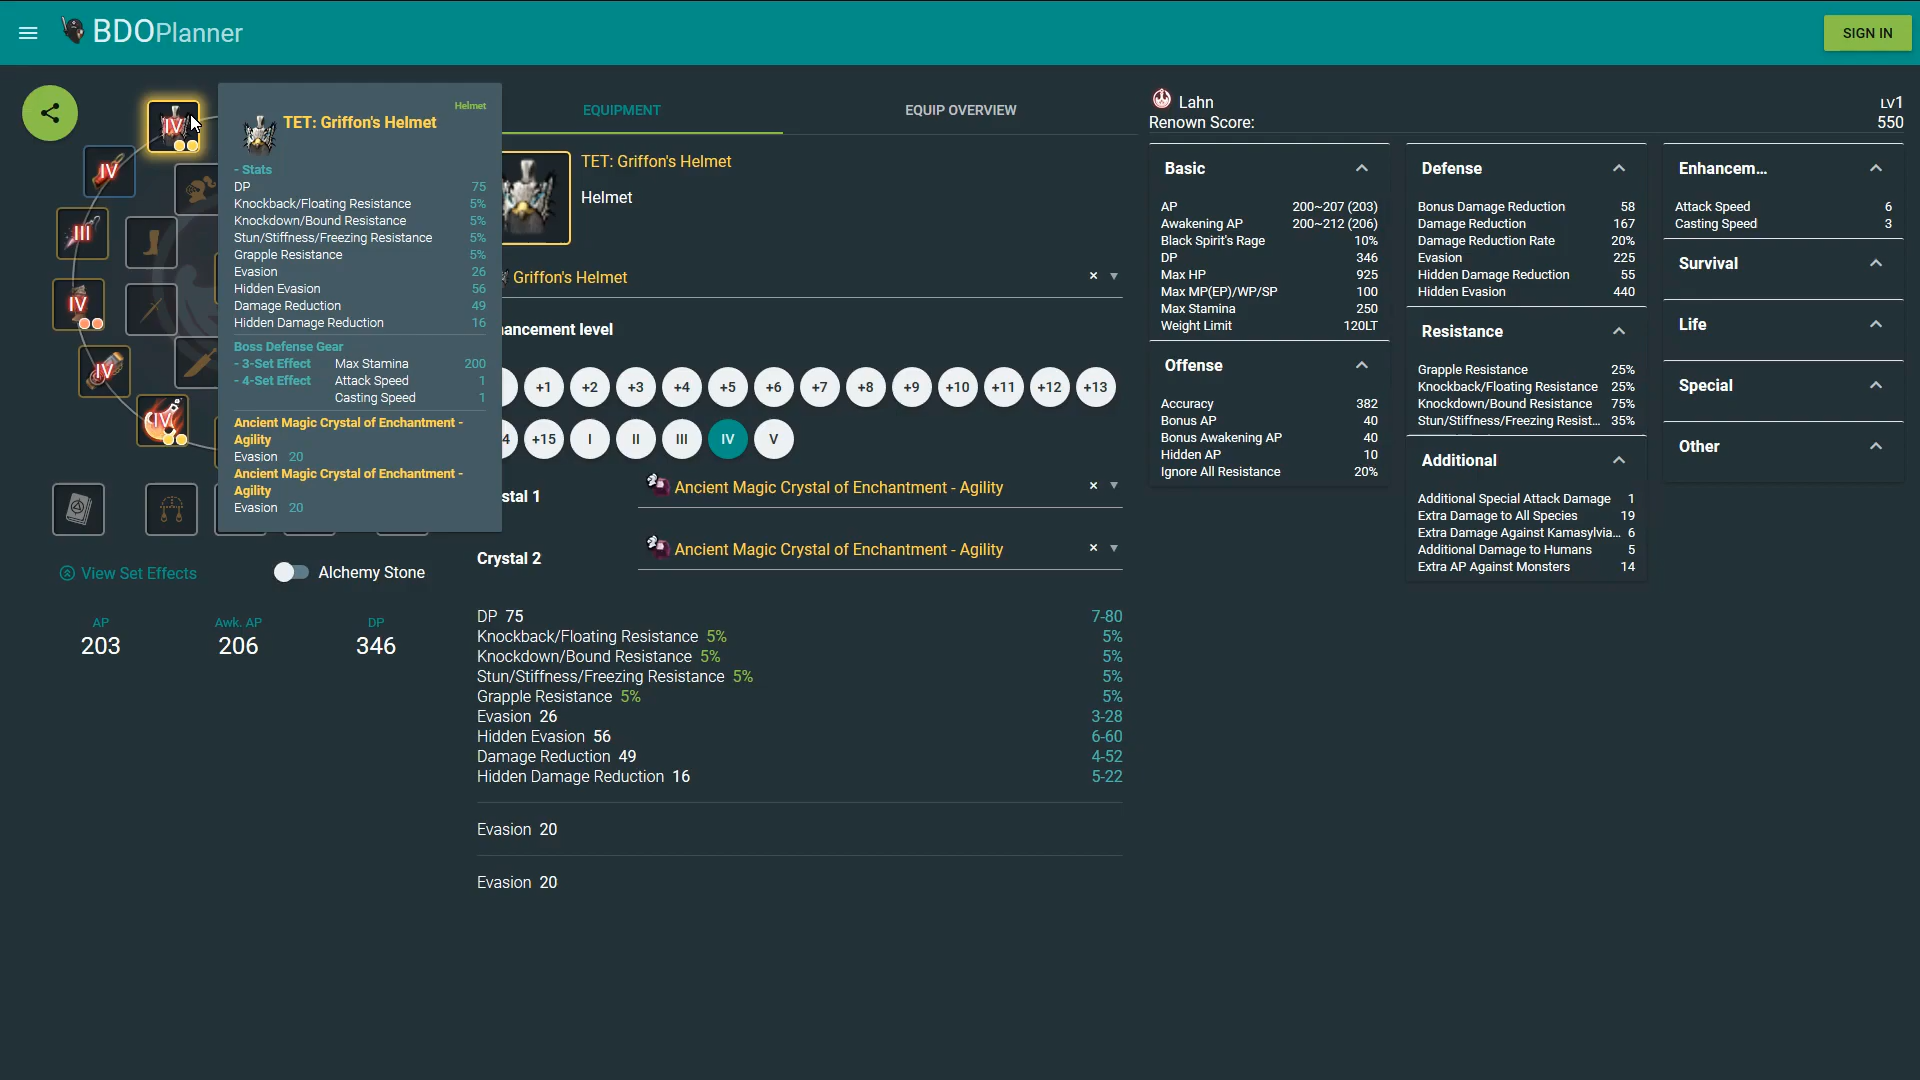 BDOPlanner
SIGN IN
IV
IV
III
IV
IV
IV
Helmet
TET: Griffon's Helmet
- Stats
DP 75
Knockback/Floating Resistance 5%
Knockdown/Bound Resistance 5%
Stun/Stiffness/Freezing Resistance 5%
Grapple Resistance 5%
Evasion 26
Hidden Evasion 56
Damage Reduction 49
Hidden Damage Reduction 16
Boss Defense Gear
- 3-Set Effect Max Stamina 200
- 4-Set Effect Attack Speed 1
Casting Speed 1
Ancient Magic Crystal of Enchantment -
Agility
Evasion 20
Ancient Magic Crystal of Enchantment -
Agility
Evasion 20
View Set Effects
Alchemy Stone
AP Awk. AP DP
203 206 346
EQUIPMENT EQUIP OVERVIEW
TET: Griffon's Helmet
Helmet
Griffon's Helmet × ▼
ancement level
+1 +2 +3 +4 +5 +6 +7 +8 +9 +10 +11 +12 +13
4 +15 I II III IV V
stal 1 Ancient Magic Crystal of Enchantment - Agility × ▼
Crystal 2 Ancient Magic Crystal of Enchantment - Agility × ▼
DP 75 7-80
Knockback/Floating Resistance 5% 5%
Knockdown/Bound Resistance 5% 5%
Stun/Stiffness/Freezing Resistance 5% 5%
Grapple Resistance 5% 5%
Evasion 26 3-28
Hidden Evasion 56 6-60
Damage Reduction 49 4-52
Hidden Damage Reduction 16 5-22
Evasion 20
Evasion 20
Lahn LV1
Renown Score: 550
Basic
AP 200~207 (203)
Awakening AP 200~212 (206)
Black Spirit's Rage 10%
DP 346
Max HP 925
Max MP(EP)/WP/SP 100
Max Stamina 250
Weight Limit 120LT
Offense
Accuracy 382
Bonus AP 40
Bonus Awakening AP 40
Hidden AP 10
Ignore All Resistance 20%
Defense
Bonus Damage Reduction 58
Damage Reduction 167
Damage Reduction Rate 20%
Evasion 225
Hidden Damage Reduction 55
Hidden Evasion 440
Resistance
Grapple Resistance 25%
Knockback/Floating Resistance 25%
Knockdown/Bound Resistance 75%
Stun/Stiffness/Freezing Resist... 35%
Additional
Additional Special Attack Damage 1
Extra Damage to All Species 19
Extra Damage Against Kamasylvia... 6
Additional Damage to Humans 5
Extra AP Against Monsters 14
Enhancem...
Attack Speed 6
Casting Speed 3
Survival
Life
Special
Other